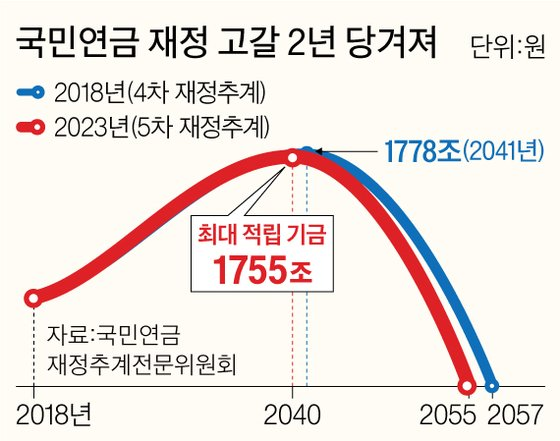 국민연금 재정 고갈 2년 당겨져
단위:원
2018년(4차 재정추계)
2023년(5차 재정추계)
1778조(2041년)
최대 적립 기금
1755조
자료:국민연금
재정추계전문위원회
2018년
2040
2055
2057